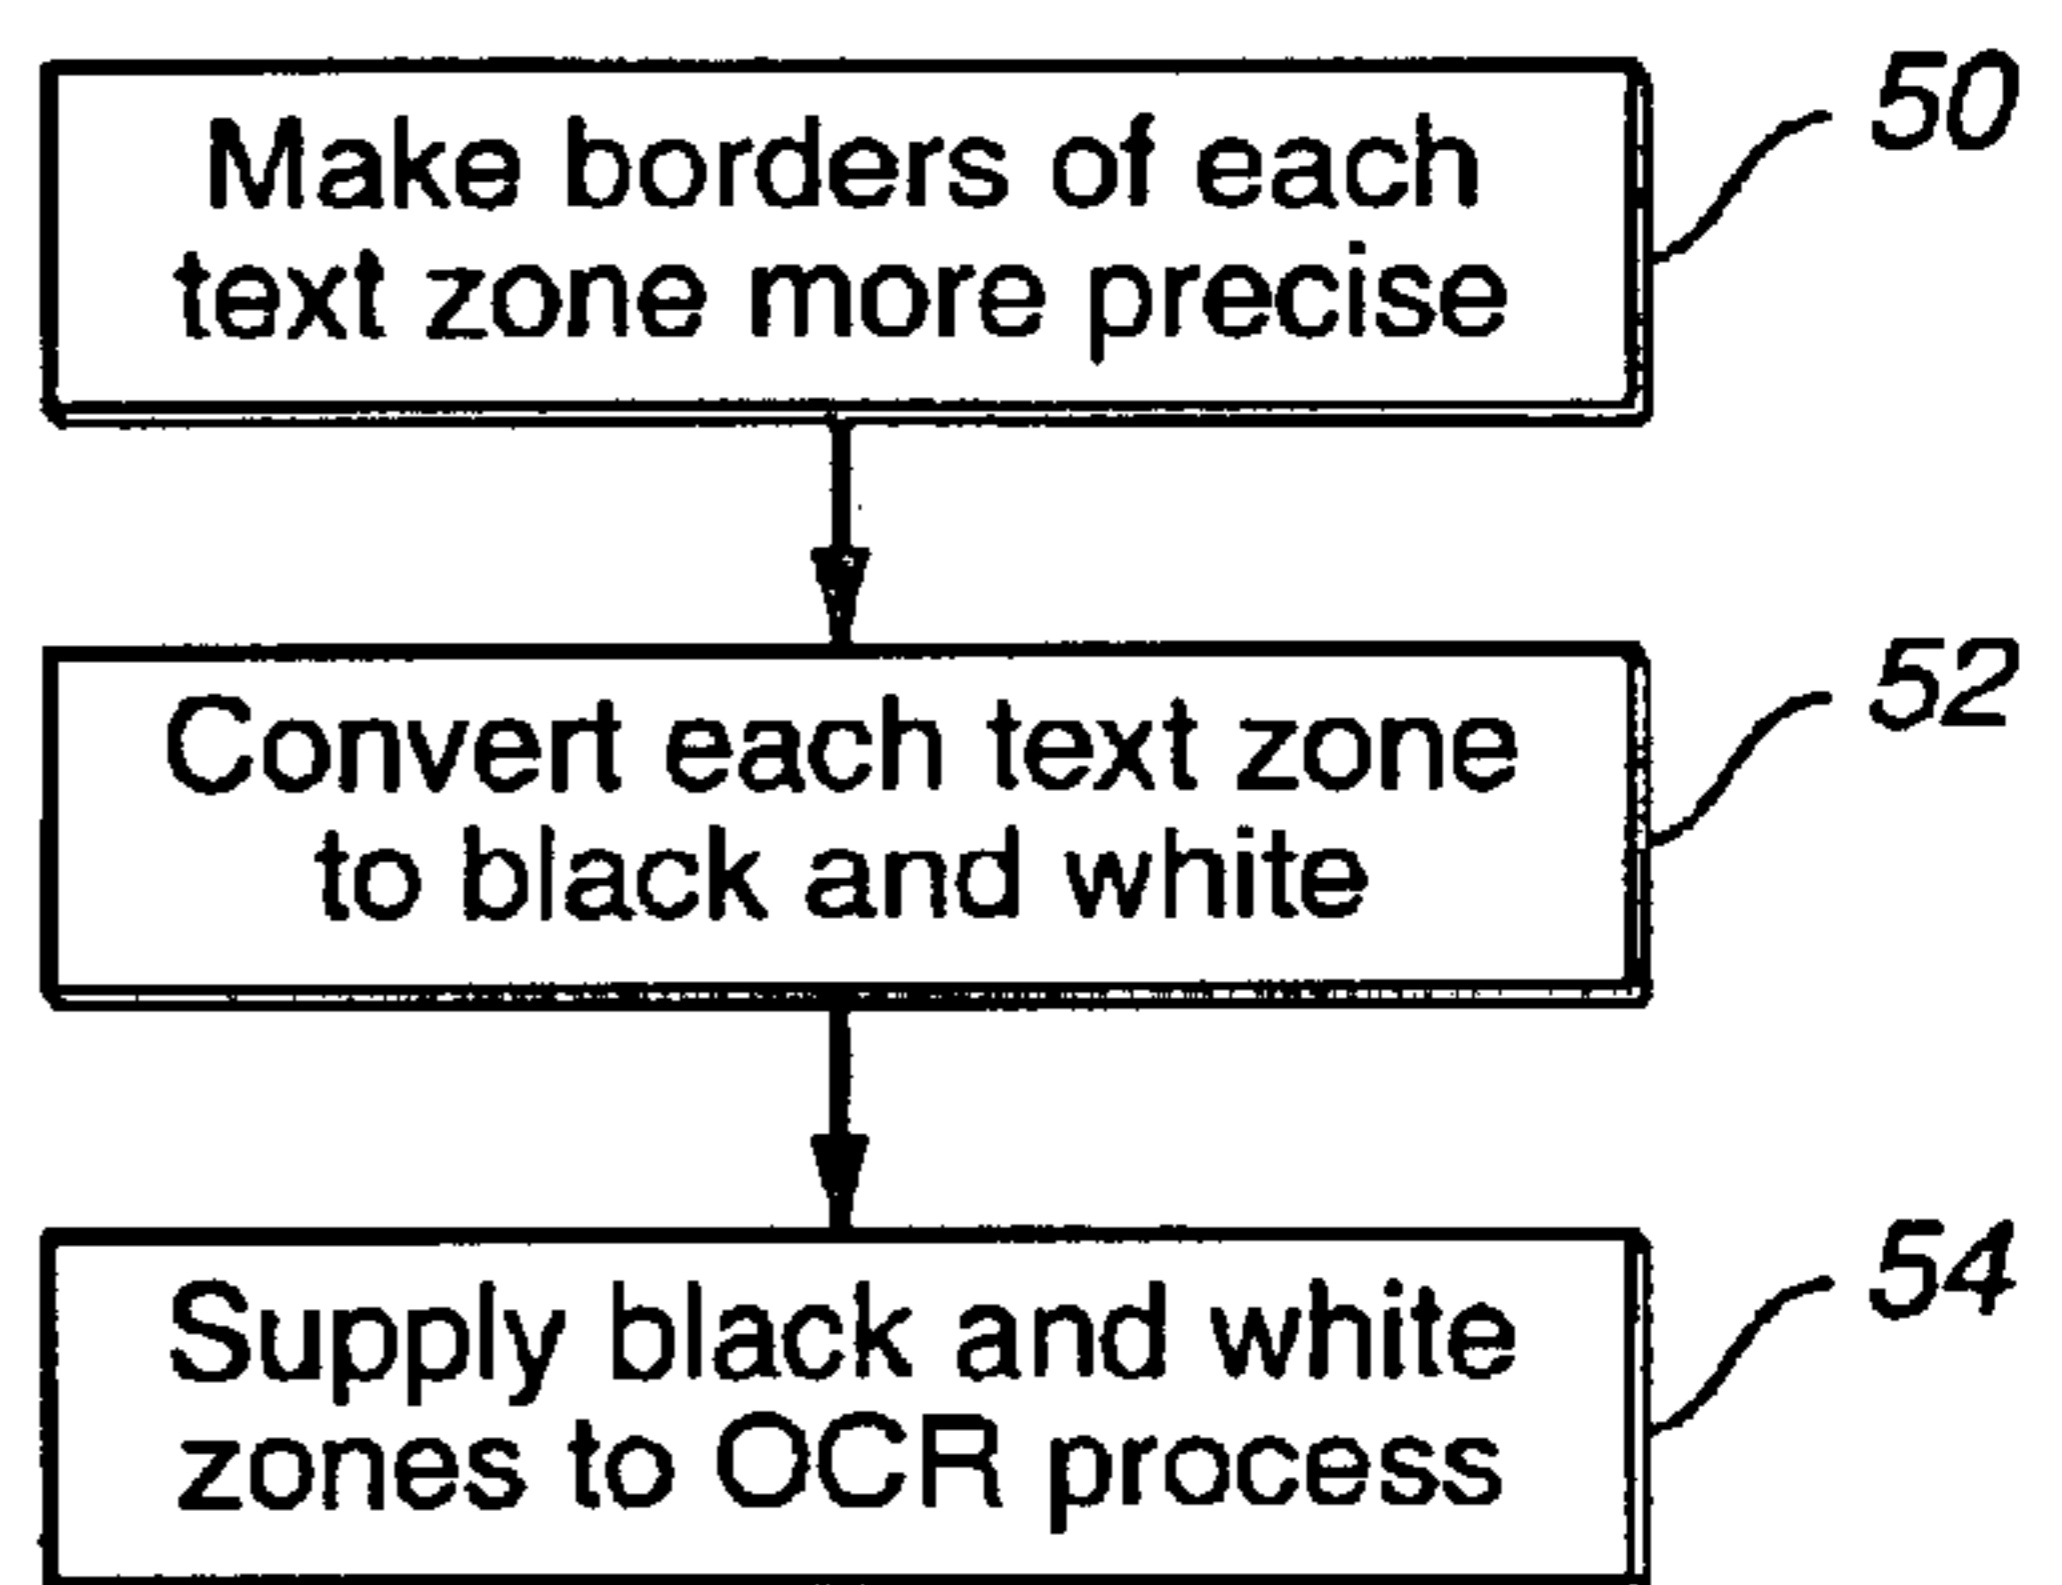 Make borders of each
text zone more precise
50
Convert each text zone
to black and white
52
Supply black and white
zones to OCR process
54